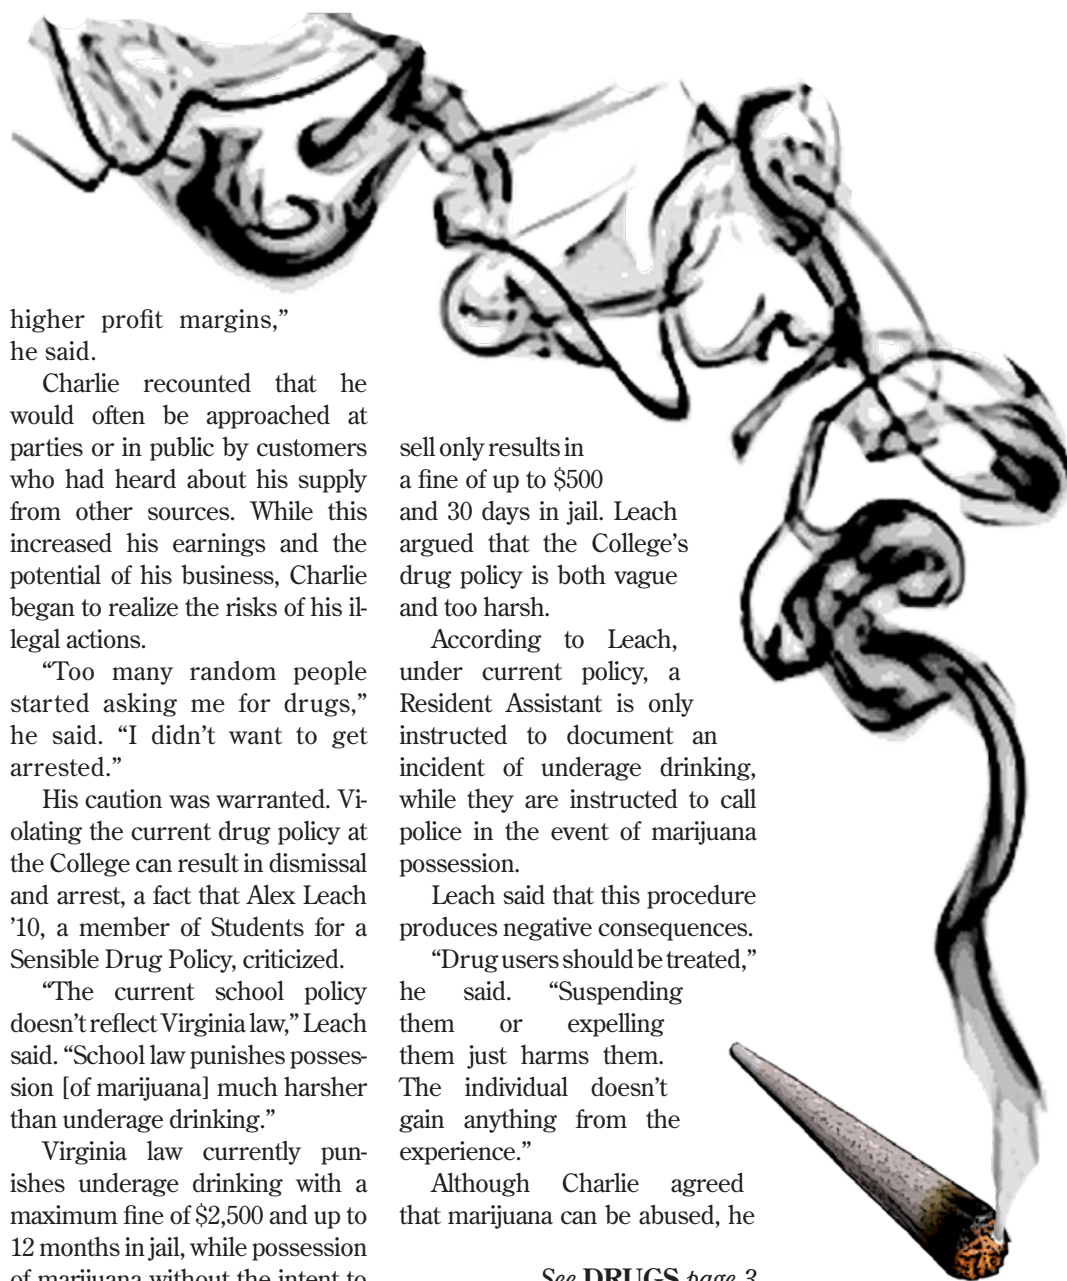 higher profit margins,”
he said.
Charlie recounted that he
would often be approached at
parties or in public by customers
who had heard about his supply
from other sources. While this
increased his earnings and the
potential of his business, Charlie
began to realize the risks of his il-
legal actions.
“Too many random people
started asking me for drugs,”
he said. “I didn’t want to get
arrested.”
His caution was warranted. Vi-
olating the current drug policy at
the College can result in dismissal
and arrest, a fact that Alex Leach
’10, a member of Students for a
Sensible Drug Policy, criticized.
“The current school policy
doesn’t reflect Virginia law,” Leach
said. “School law punishes posses-
sion [of marijuana] much harsher
than underage drinking.”
Virginia law currently pun-
ishes underage drinking with a
maximum fine of $2,500 and up to
12 months in jail, while possession
of marijuana without the intent to
sell only results in
a fine of up to $500
and 30 days in jail. Leach
argued that the College’s
drug policy is both vague
and too harsh.
According to Leach,
under current policy, a
Resident Assistant is only
instructed to document an
incident of underage drinking,
while they are instructed to call
police in the event of marijuana
possession.
Leach said that this procedure
produces negative consequences.
“Drug users should be treated,”
he said. “Suspending
them or expelling
them just harms them.
The individual doesn’t
gain anything from the
experience.”
Although Charlie agreed
that marijuana can be abused, he
See DRUGS page 3